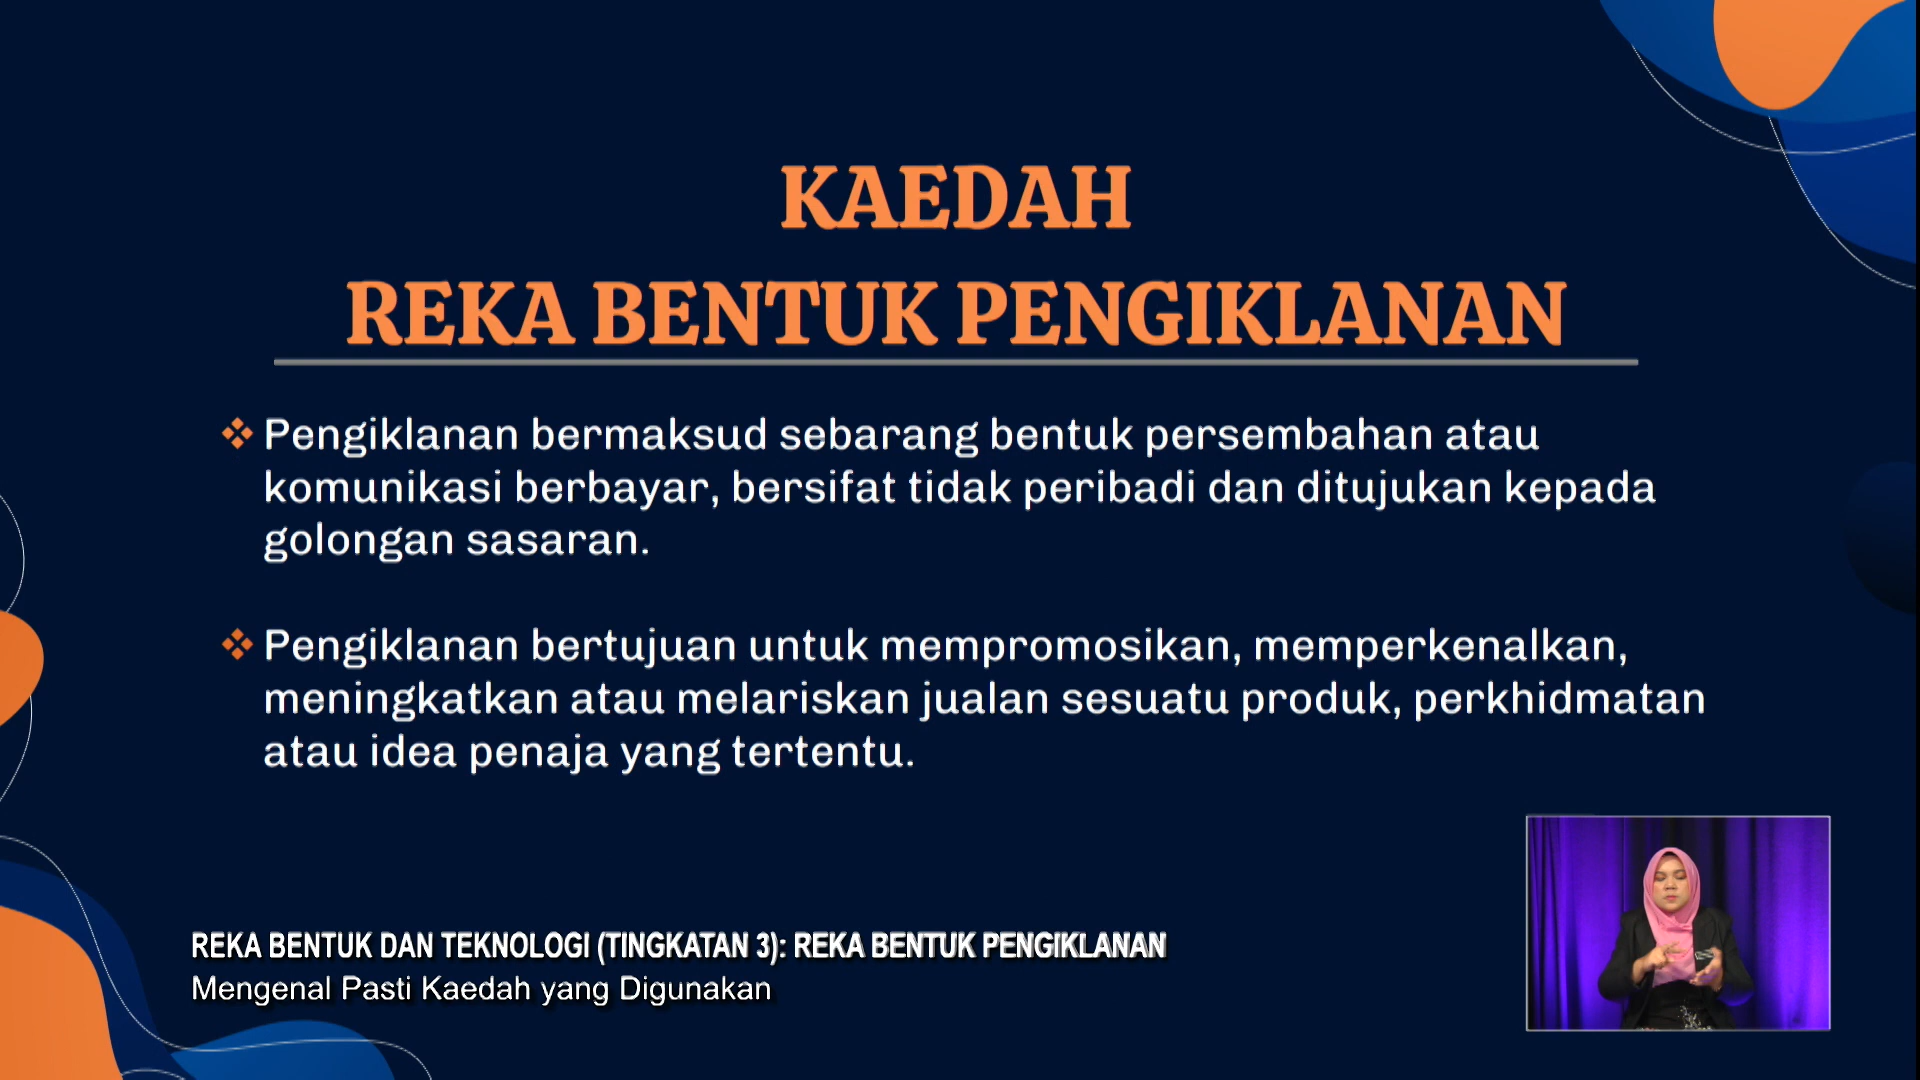 KAEDAH
REKA BENTUK PENGIKLANAN
❖ Pengiklanan bermaksud sebarang bentuk persembahan atau
komunikasi berbayar, bersifat tidak peribadi dan ditujukan kepada
golongan sasaran.
❖ Pengiklanan bertujuan untuk mempromosikan, memperkenalkan,
meningkatkan atau melariskan jualan sesuatu produk, perkhidmatan
atau idea penaja yang tertentu.
REKA BENTUK DAN TEKNOLOGI (TINGKATAN 3): REKA BENTUK PENGIKLANAN
Mengenal Pasti Kaedah yang Digunakan